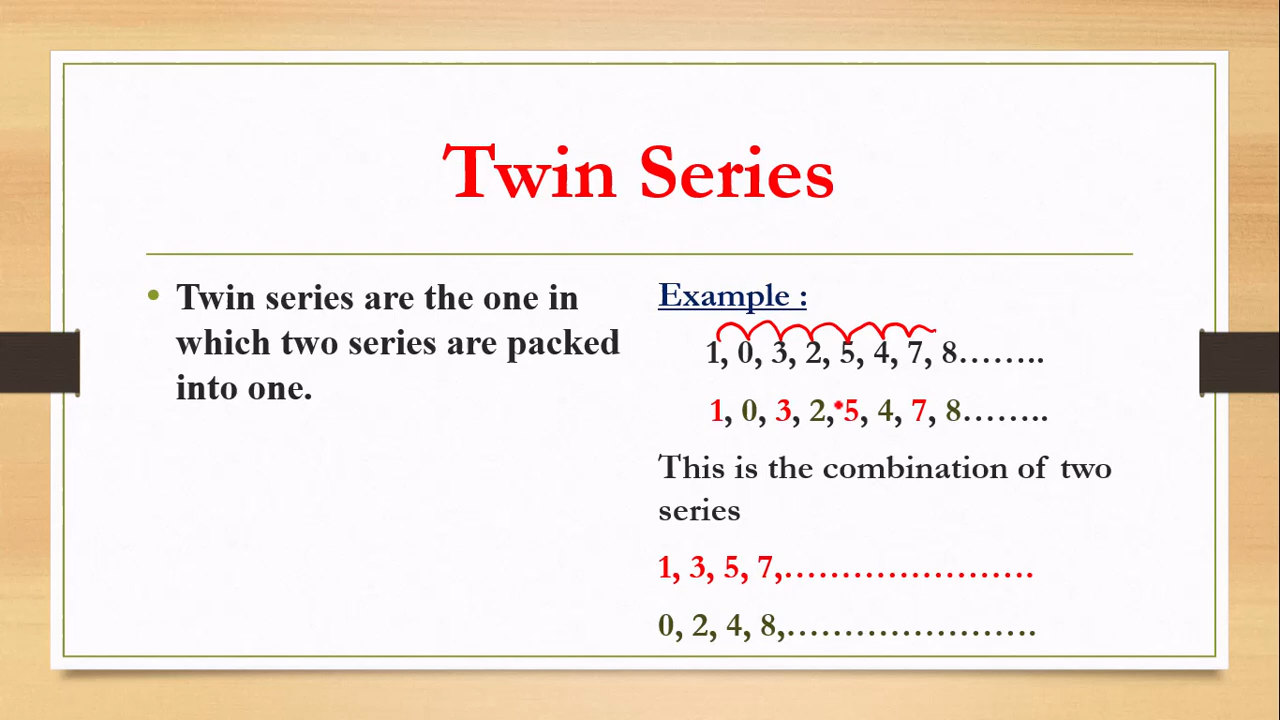 Twin Series
• Twin series are the one in
which two series are packed
into one.
Example :
1, 0, 3, 2, 5, 4, 7, 8……..
1, 0, 3, 2, 5, 4, 7, 8……..
This is the combination of two
series
1, 3, 5, 7,………………….
0, 2, 4, 8,………………….